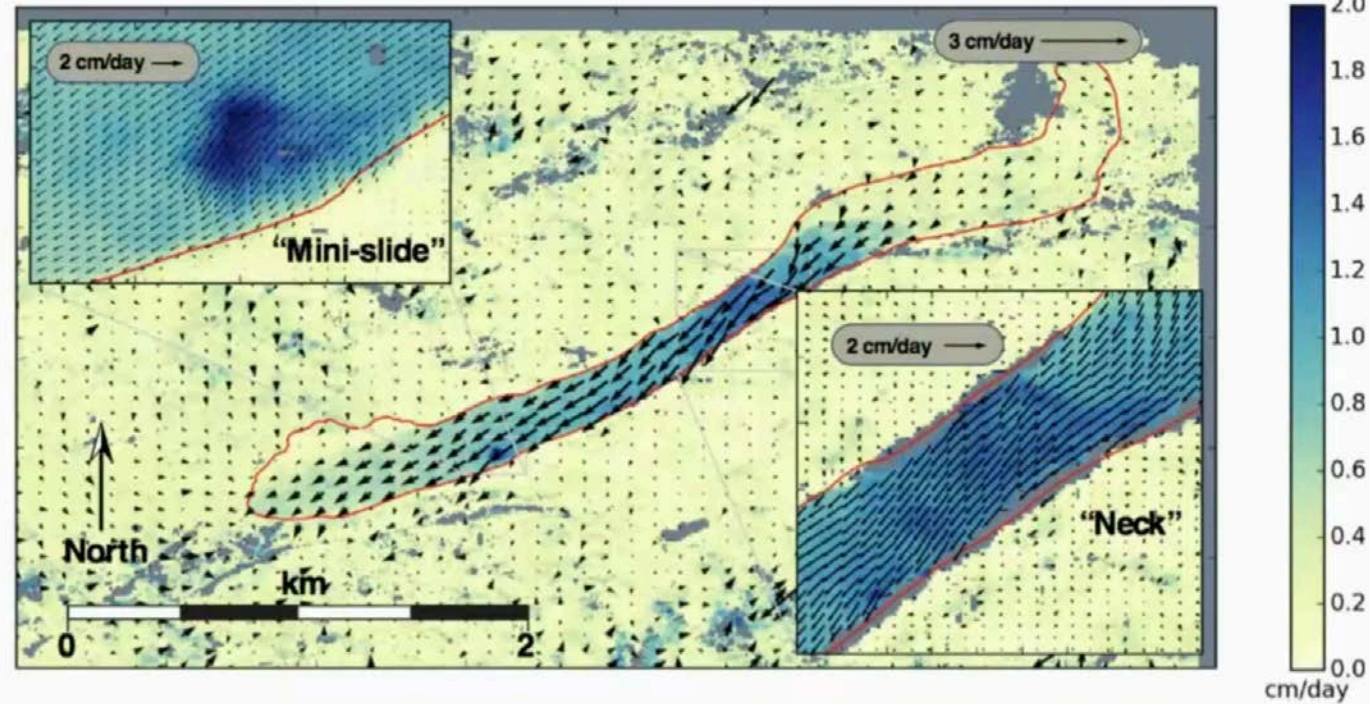 2 cm/day
3 cm/day
“Mini-slide”
2 cm/day
“Neck”
North
km
0
2
2.0
1.8
1.6
1.4
1.2
1.0
0.8
0.6
0.4
0.2
0.0
cm/day